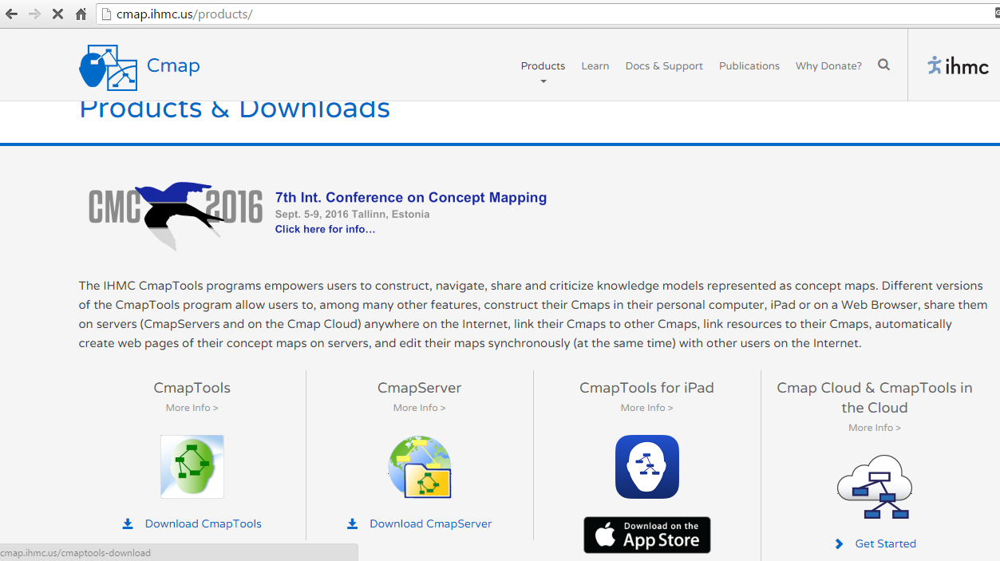 cmap.ihmc.us/products/
Cmap
Products
Learn
Docs & Support
Publications
Why Donate?
ihmc
Products & Downloads
CMC 2016
7th Int. Conference on Concept Mapping
Sept. 5-9, 2016 Tallinn, Estonia
Click here for info...
The IHMC CmapTools programs empowers users to construct, navigate, share and criticize knowledge models represented as concept maps. Different versions
of the CmapTools program allow users to, among many other features, construct their Cmaps in their personal computer, iPad or on a Web Browser, share them
on servers (CmapServers and on the Cmap Cloud) anywhere on the Internet, link their Cmaps to other Cmaps, link resources to their Cmaps, automatically
create web pages of their concept maps on servers, and edit their maps synchronously (at the same time) with other users on the Internet.
CmapTools
More Info >
Download CmapTools
CmapServer
More Info >
Download CmapServer
CmapTools for iPad
More Info >
Download on the
App Store
Cmap Cloud & CmapTools in
the Cloud
More Info >
Get Started
cmap.ihmc.us/cmaptools-download